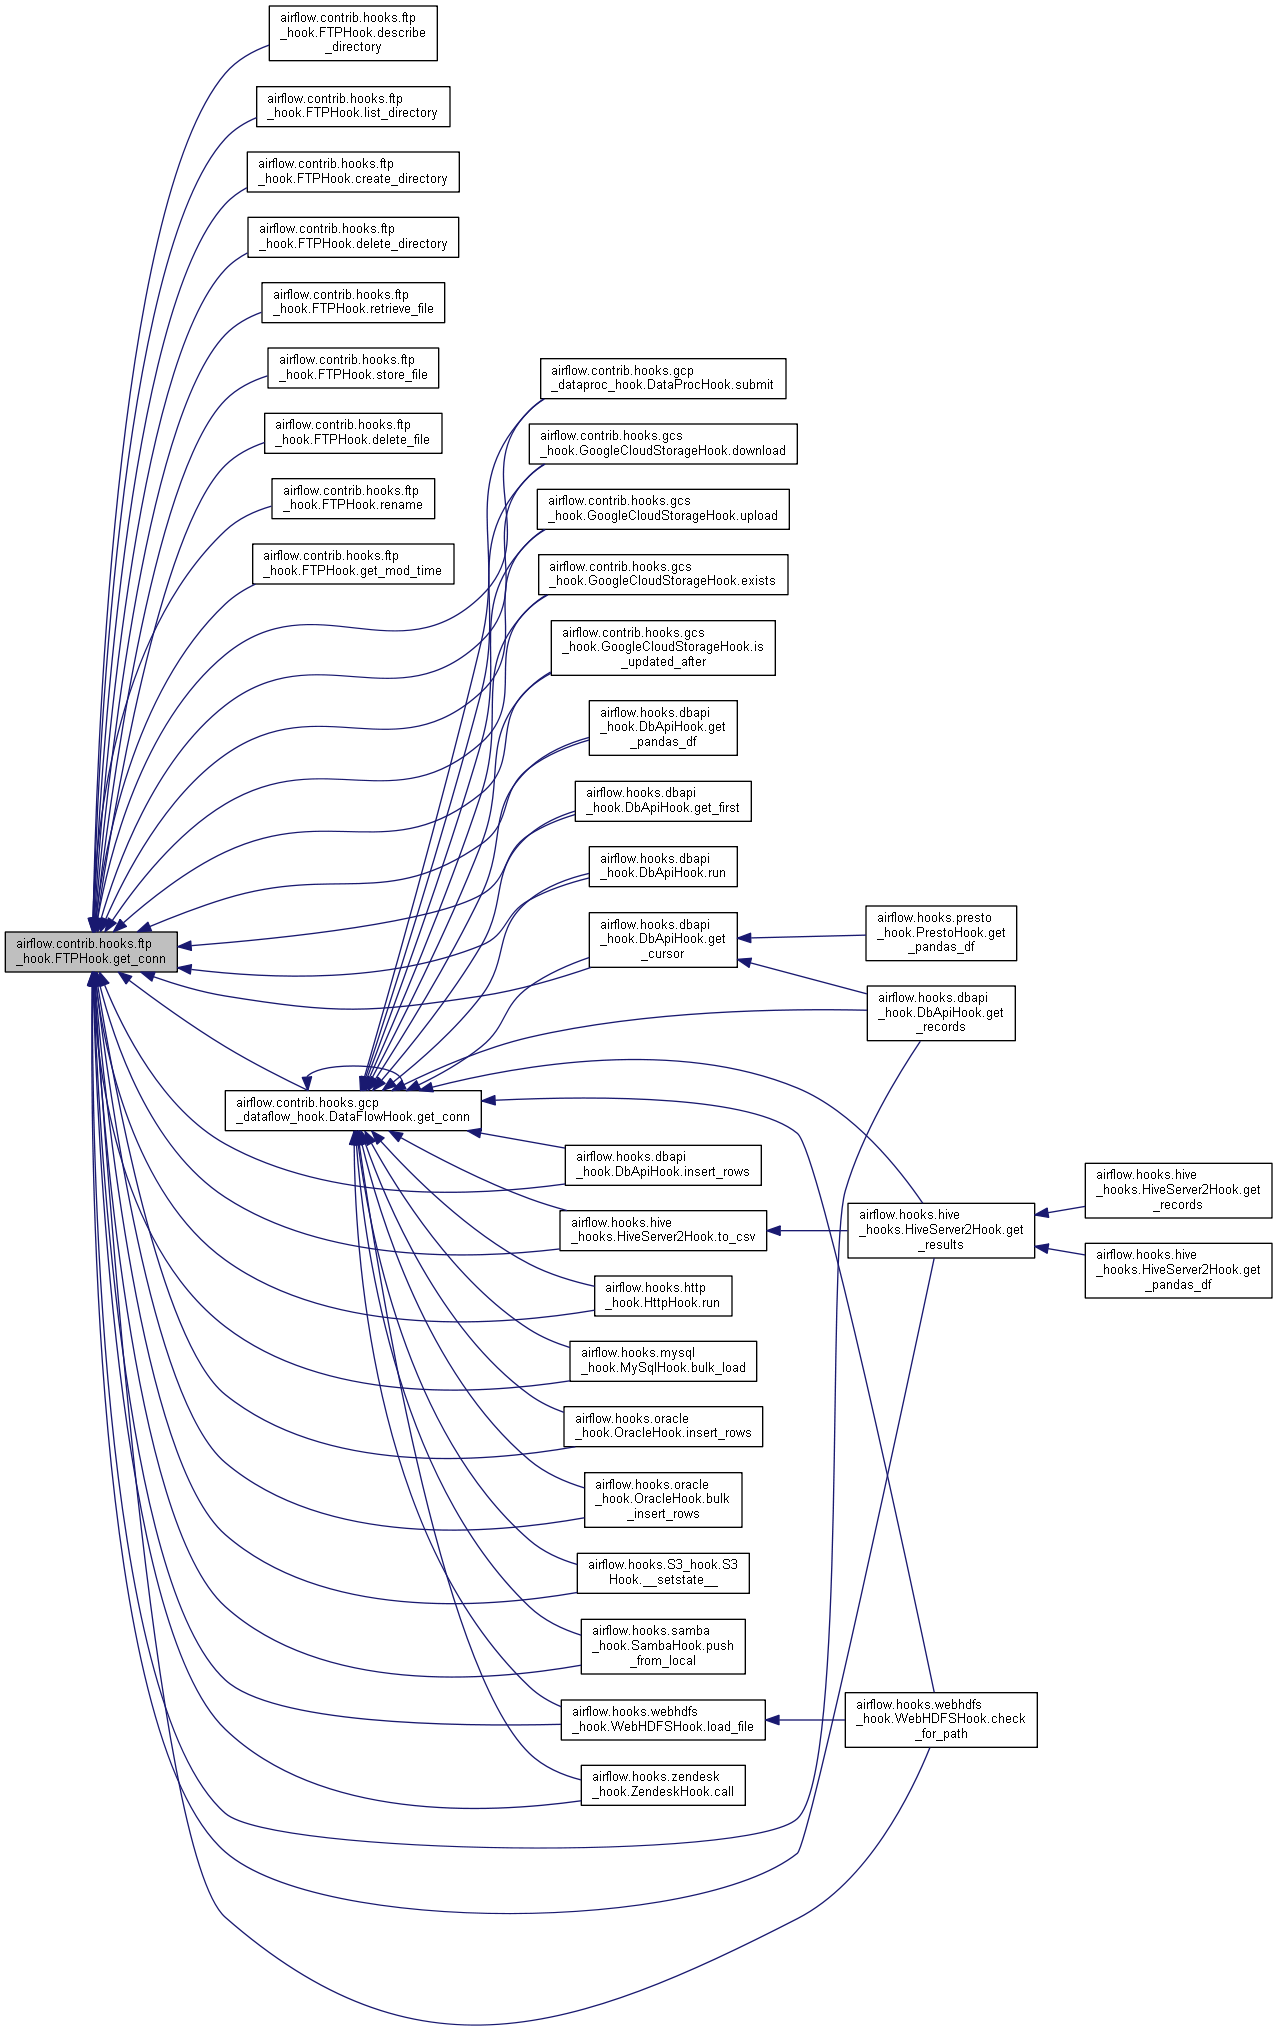 airflow.contrib.hooks.ftp
_hook.FTPHook.describe
_directory
airflow.contrib.hooks.ftp
_hook.FTPHook.list_directory
airflow.contrib.hooks.ftp
_hook.FTPHook.create_directory
airflow.contrib.hooks.ftp
_hook.FTPHook.delete_directory
airflow.contrib.hooks.ftp
_hook.FTPHook.retrieve_file
airflow.contrib.hooks.ftp
_hook.FTPHook.store_file
airflow.contrib.hooks.ftp
_hook.FTPHook.delete_file
airflow.contrib.hooks.ftp
_hook.FTPHook.rename
airflow.contrib.hooks.ftp
_hook.FTPHook.get_mod_time
airflow.contrib.hooks.gcp
_dataproc_hook.DataProcHook.submit
airflow.contrib.hooks.gcs
_hook.GoogleCloudStorageHook.download
airflow.contrib.hooks.gcs
_hook.GoogleCloudStorageHook.upload
airflow.contrib.hooks.gcs
_hook.GoogleCloudStorageHook.exists
airflow.contrib.hooks.gcs
_hook.GoogleCloudStorageHook.is
_updated_after
airflow.hooks.dbapi
_hook.DbApiHook.get
_pandas_df
airflow.hooks.dbapi
_hook.DbApiHook.get_first
airflow.hooks.dbapi
_hook.DbApiHook.run
airflow.hooks.dbapi
_hook.DbApiHook.get
_cursor
airflow.hooks.presto
_hook.PrestoHook.get
_pandas_df
airflow.contrib.hooks.ftp
_hook.FTPHook.get_conn
airflow.hooks.dbapi
_hook.DbApiHook.get
_records
airflow.contrib.hooks.gcp
_dataflow_hook.DataFlowHook.get_conn
airflow.hooks.dbapi
_hook.DbApiHook.insert_rows
airflow.hooks.hive
_hooks.HiveServer2Hook.to_csv
airflow.hooks.hive
_hooks.HiveServer2Hook.get
_results
airflow.hooks.hive
_hooks.HiveServer2Hook.get
_records
airflow.hooks.hive
_hooks.HiveServer2Hook.get
_pandas_df
airflow.hooks.http
_hook.HttpHook.run
airflow.hooks.mysql
_hook.MySqlHook.bulk_load
airflow.hooks.oracle
_hook.OracleHook.insert_rows
airflow.hooks.oracle
_hook.OracleHook.bulk
_insert_rows
airflow.hooks.S3_hook.S3
Hook.__setstate__
airflow.hooks.samba
_hook.SambaHook.push
_from_local
airflow.hooks.webhdfs
_hook.WebHDFSHook.load_file
airflow.hooks.webhdfs
_hook.WebHDFSHook.check
_for_path
airflow.hooks.zendesk
_hook.ZendeskHook.call